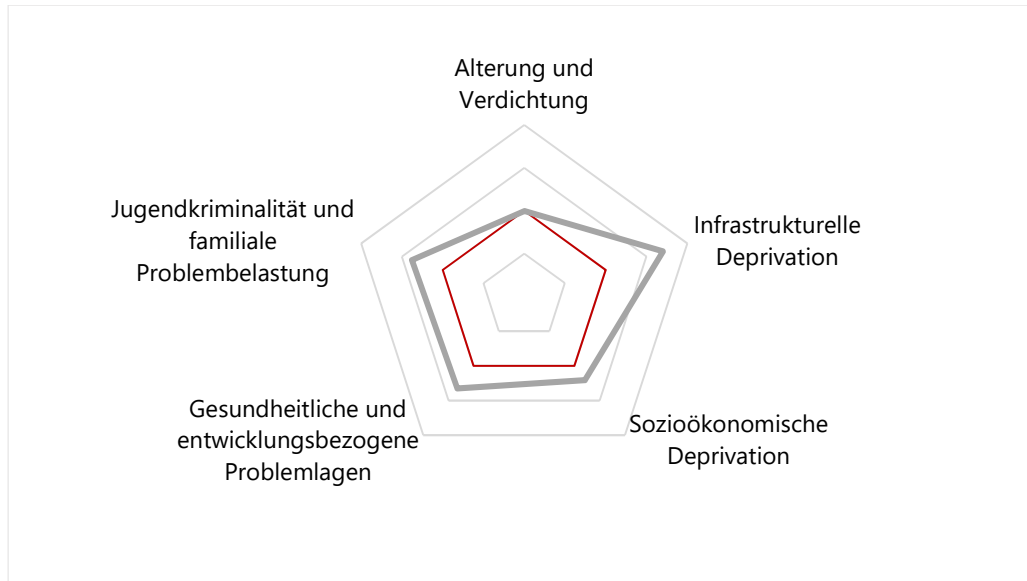 Alterung und
Verdichtung
Infrastrukturelle
Deprivation
Sozioökonomische
Deprivation
Gesundheitliche und
entwicklungsbezogene
Problemlagen
Jugendkriminalität und
familiale
Problembelastung